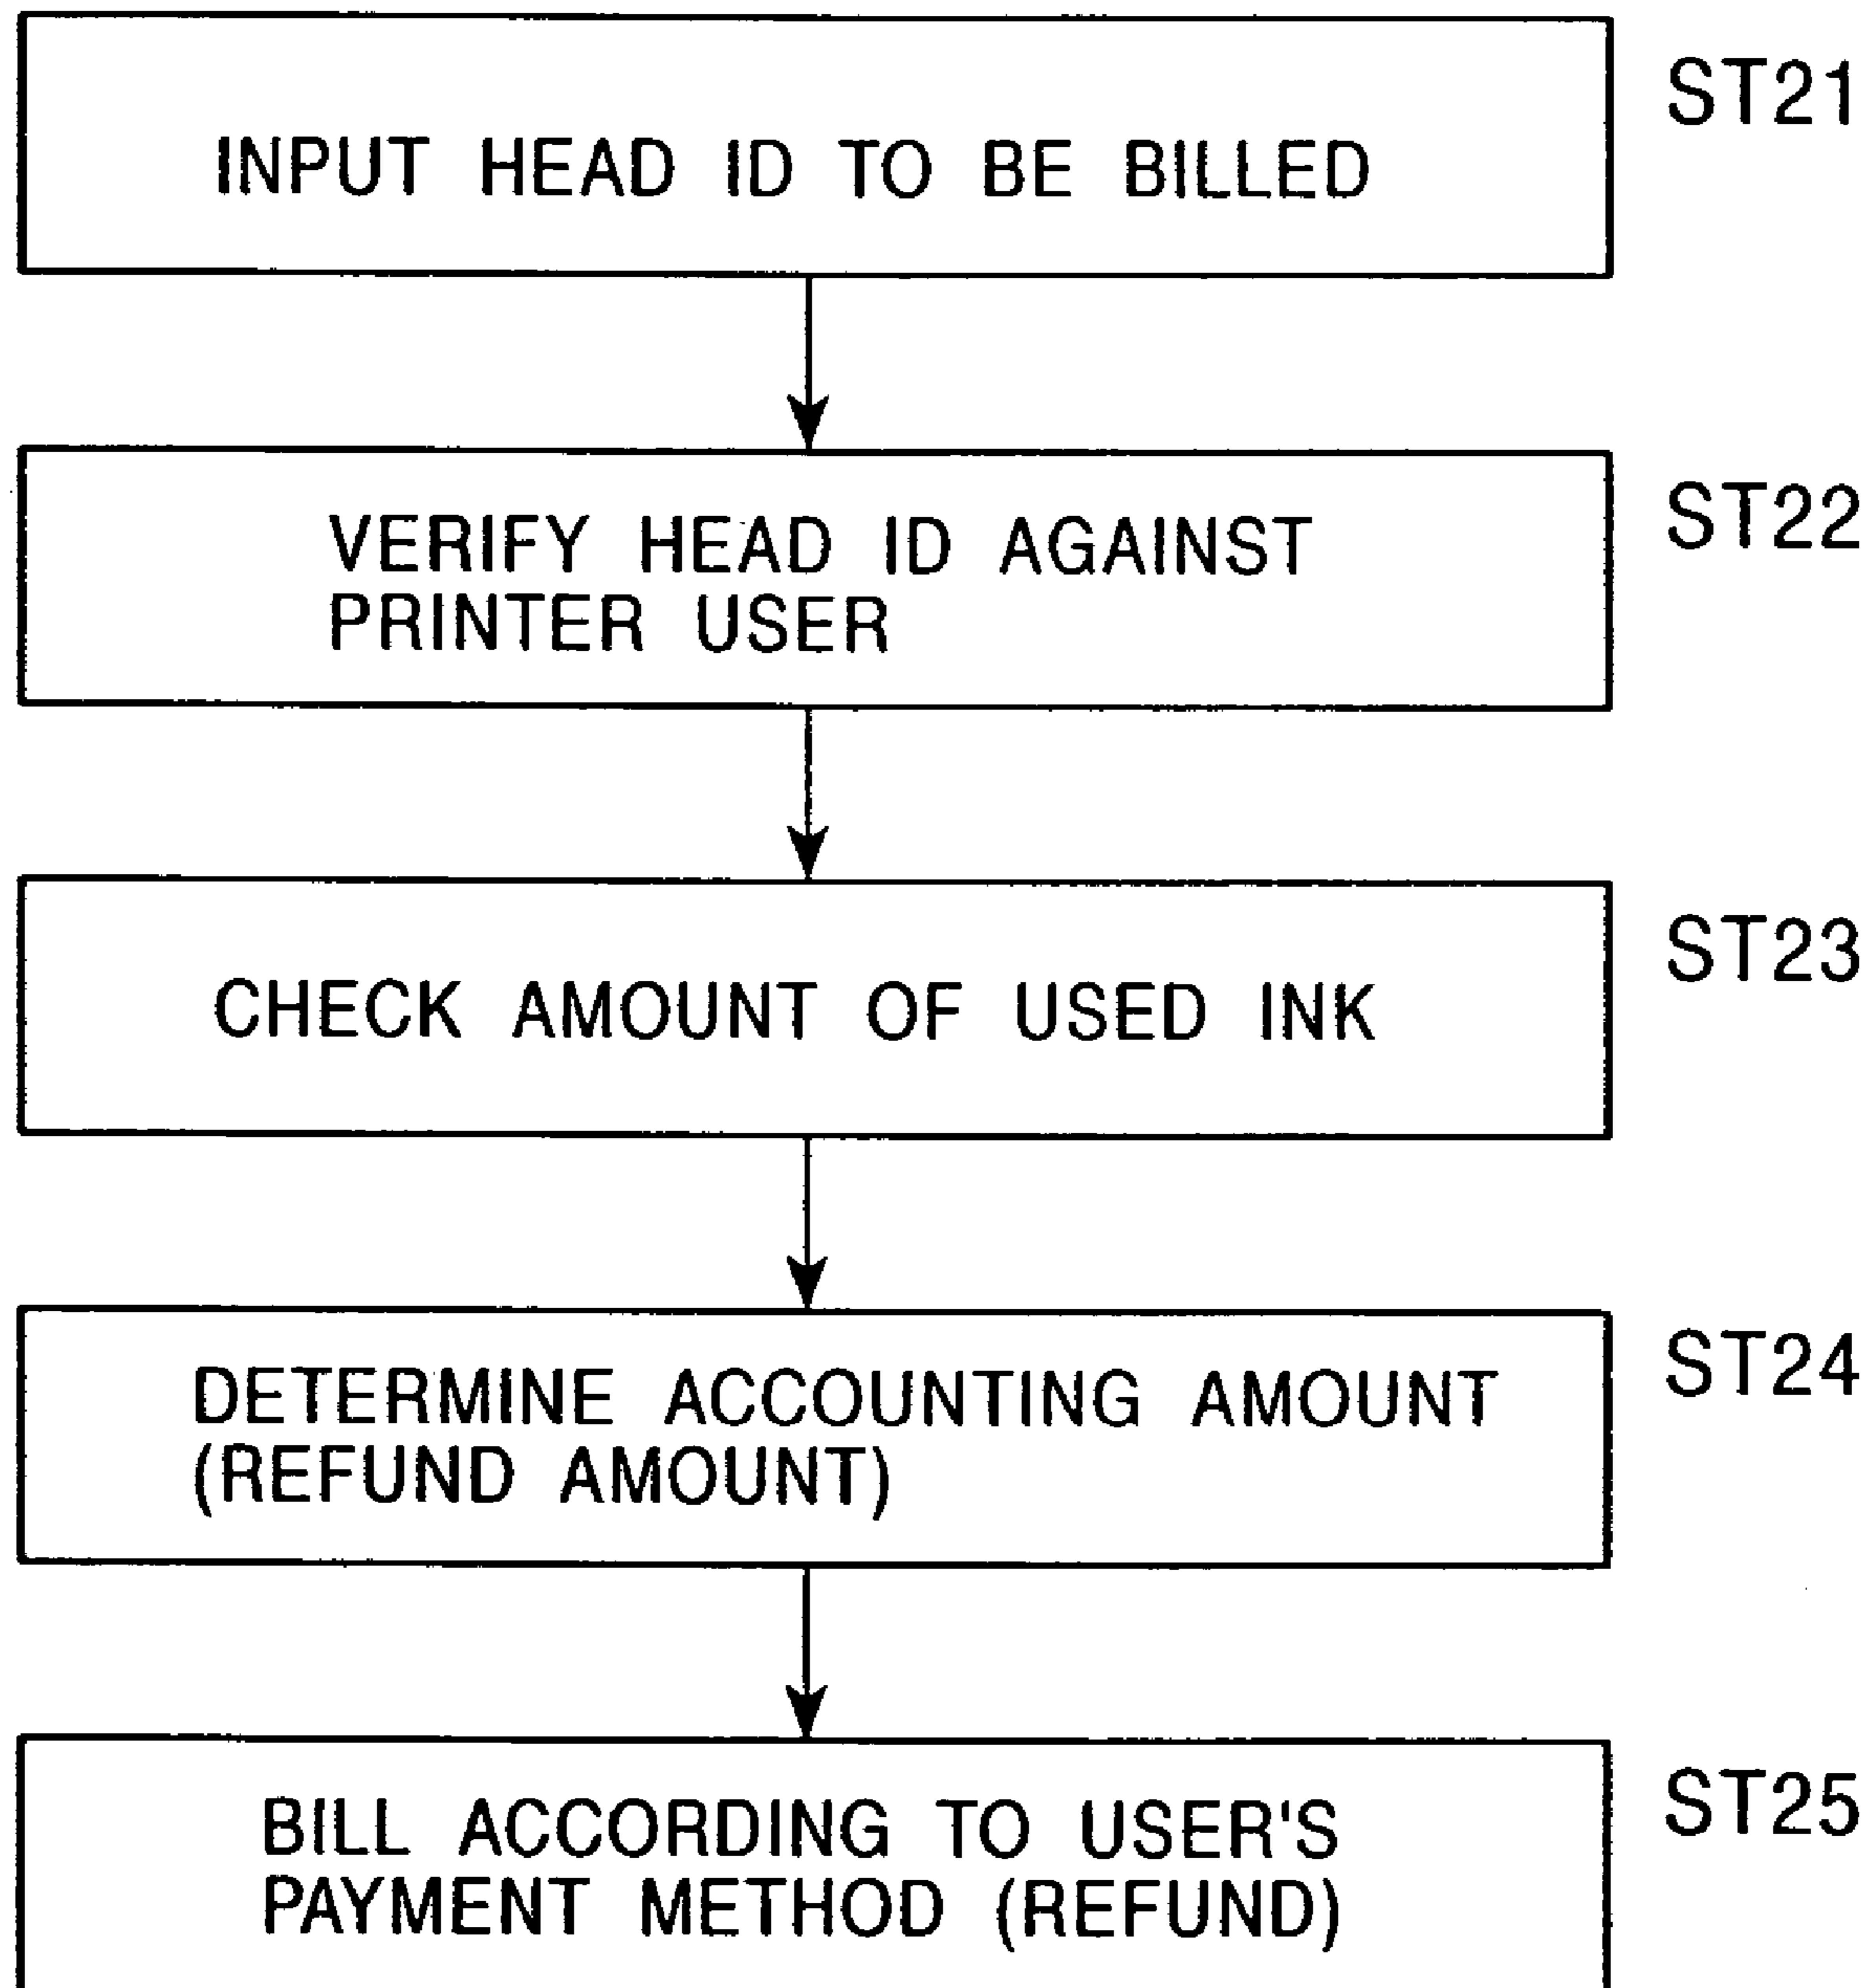 ST21
INPUT HEAD ID TO BE BILLED
ST22
VERIFY HEAD ID AGAINST
PRINTER USER
ST23
CHECK AMOUNT OF USED INK
ST24
DETERMINE ACCOUNTING AMOUNT
(REFUND AMOUNT)
ST25
BILL ACCORDING TO USER'S
PAYMENT METHOD (REFUND)